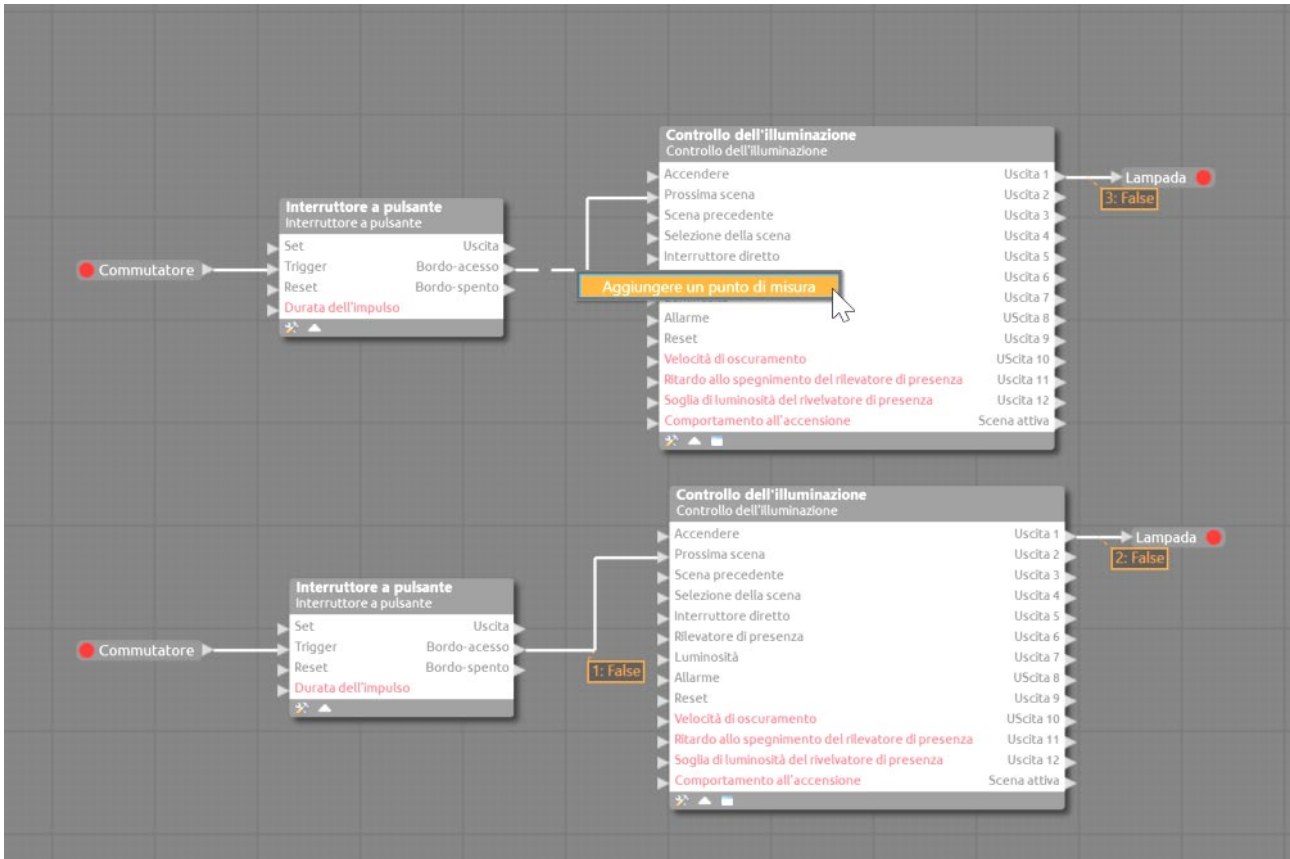 Controllo dell'illuminazione
Controllo dell'illuminazione
Accendere Uscita 1
Prossima scena Uscita 2
Scena precedente Uscita 3
Selezione della scena Uscita 4
Interruttore diretto Uscita 5
Uscita 6
Uscita 7
Allarme UScita 8
Reset Uscita 9
Velocità di oscuramento UScita 10
Ritardo allo spegnimento del rilevatore di presenza Uscita 11
Soglia di luminosità del rivelvatore di presenza Uscita 12
Comportamento all'accensione Scena attiva
Lampada
3: False
Interruttore a pulsante
Interruttore a pulsante
Set Uscita
Trigger Bordo-acesso
Reset Bordo-spento
Durata dell'impulso
Commutatore
Aggiungere un punto di misura
Controllo dell'illuminazione
Controllo dell'illuminazione
Accendere Uscita 1
Prossima scena Uscita 2
Scena precedente Uscita 3
Selezione della scena Uscita 4
Interruttore diretto Uscita 5
Rilevatore di presenza Uscita 6
Luminosità Uscita 7
Allarme UScita 8
Reset Uscita 9
Velocità di oscuramento UScita 10
Ritardo allo spegnimento del rilevatore di presenza Uscita 11
Soglia di luminosità del rivelvatore di presenza Uscita 12
Comportamento all'accensione Scena attiva
Lampada
2: False
Interruttore a pulsante
Interruttore a pulsante
Set Uscita
Trigger Bordo-acesso
Reset Bordo-spento
Durata dell'impulso
Commutatore
1: False